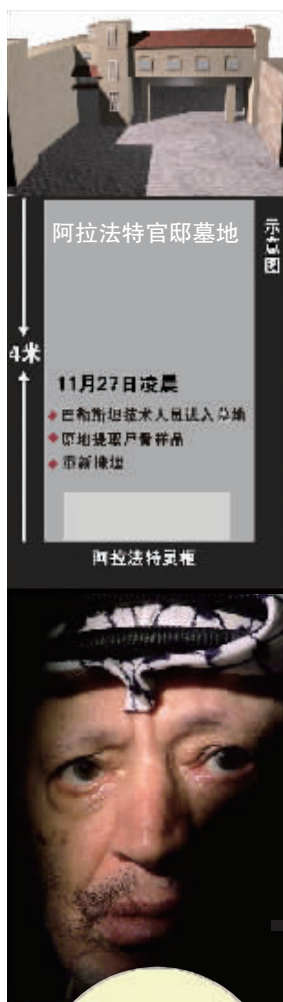 阿拉法特官邸墓地
示意图
4米
11月27日凌晨
巴勒斯坦技术人员进入墓地
原地提取尸骨样品
重新掩埋
阿拉法特灵柩